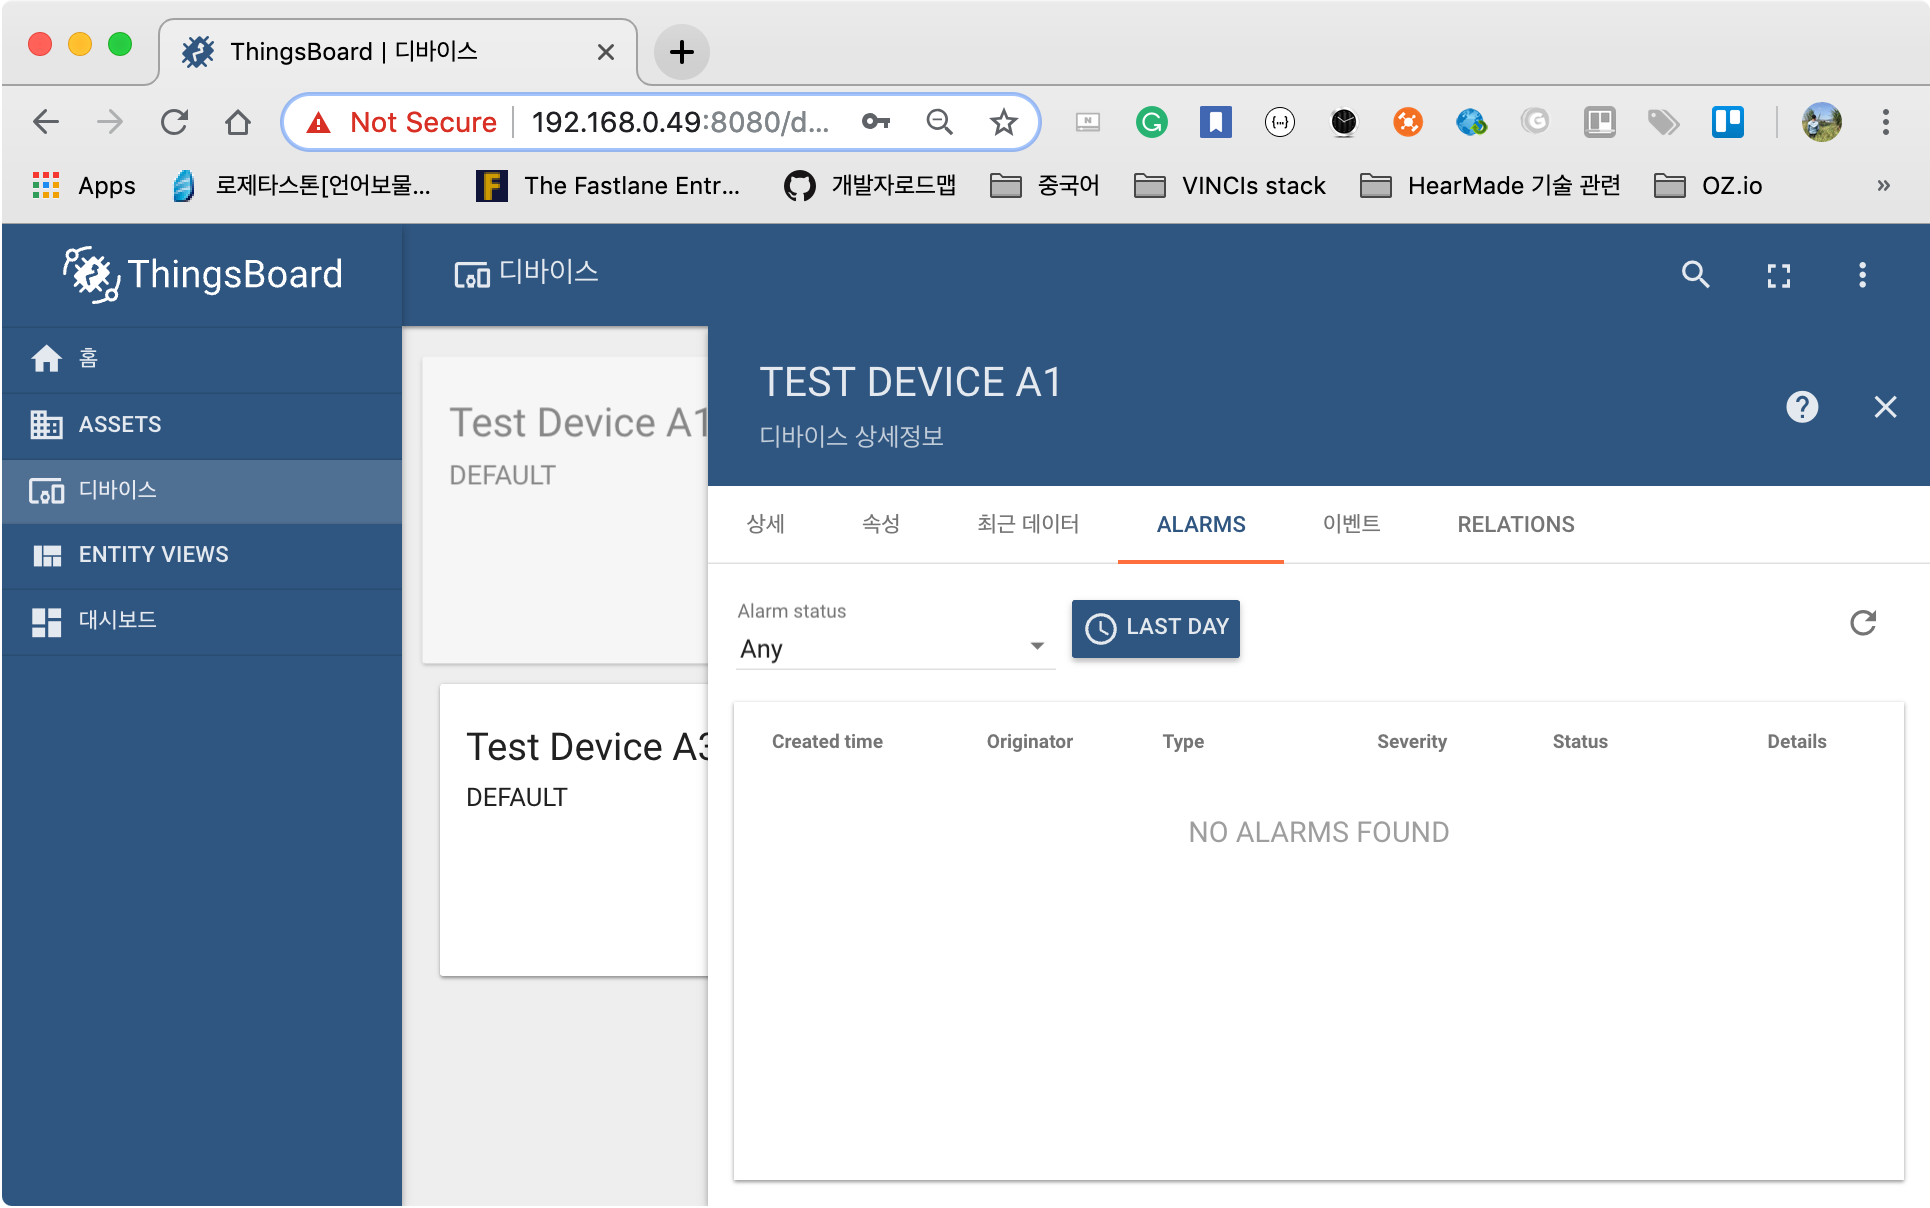 ThingsBoard | 디바이스
Not Secure 192.168.0.49:8080/d...
Apps 로제타스톤[언어보물... The Fastlane Entr... 개발자로드맵 중국어 VINCIs stack HearMade 기술 관련 OZ.io »
ThingsBoard
디바이스
홈
ASSETS
디바이스
ENTITY VIEWS
대시보드
Test Device A1
DEFAULT
Test Device A3
DEFAULT
TEST DEVICE A1
디바이스 상세정보
상세 속성 최근 데이터 ALARMS 이벤트 RELATIONS
Alarm status
Any
LAST DAY
Created time Originator Type Severity Status Details
NO ALARMS FOUND